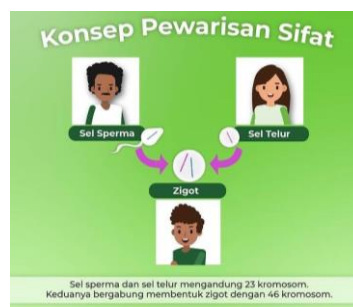 Konsep Pewarisan Sifat
Sel Sperma
Sel Telur
Zigot
Sel sperma dan sel telur mengandung 23 kromosom.
Keduanya bergabung membentuk zigot dengan 46 kromosom.